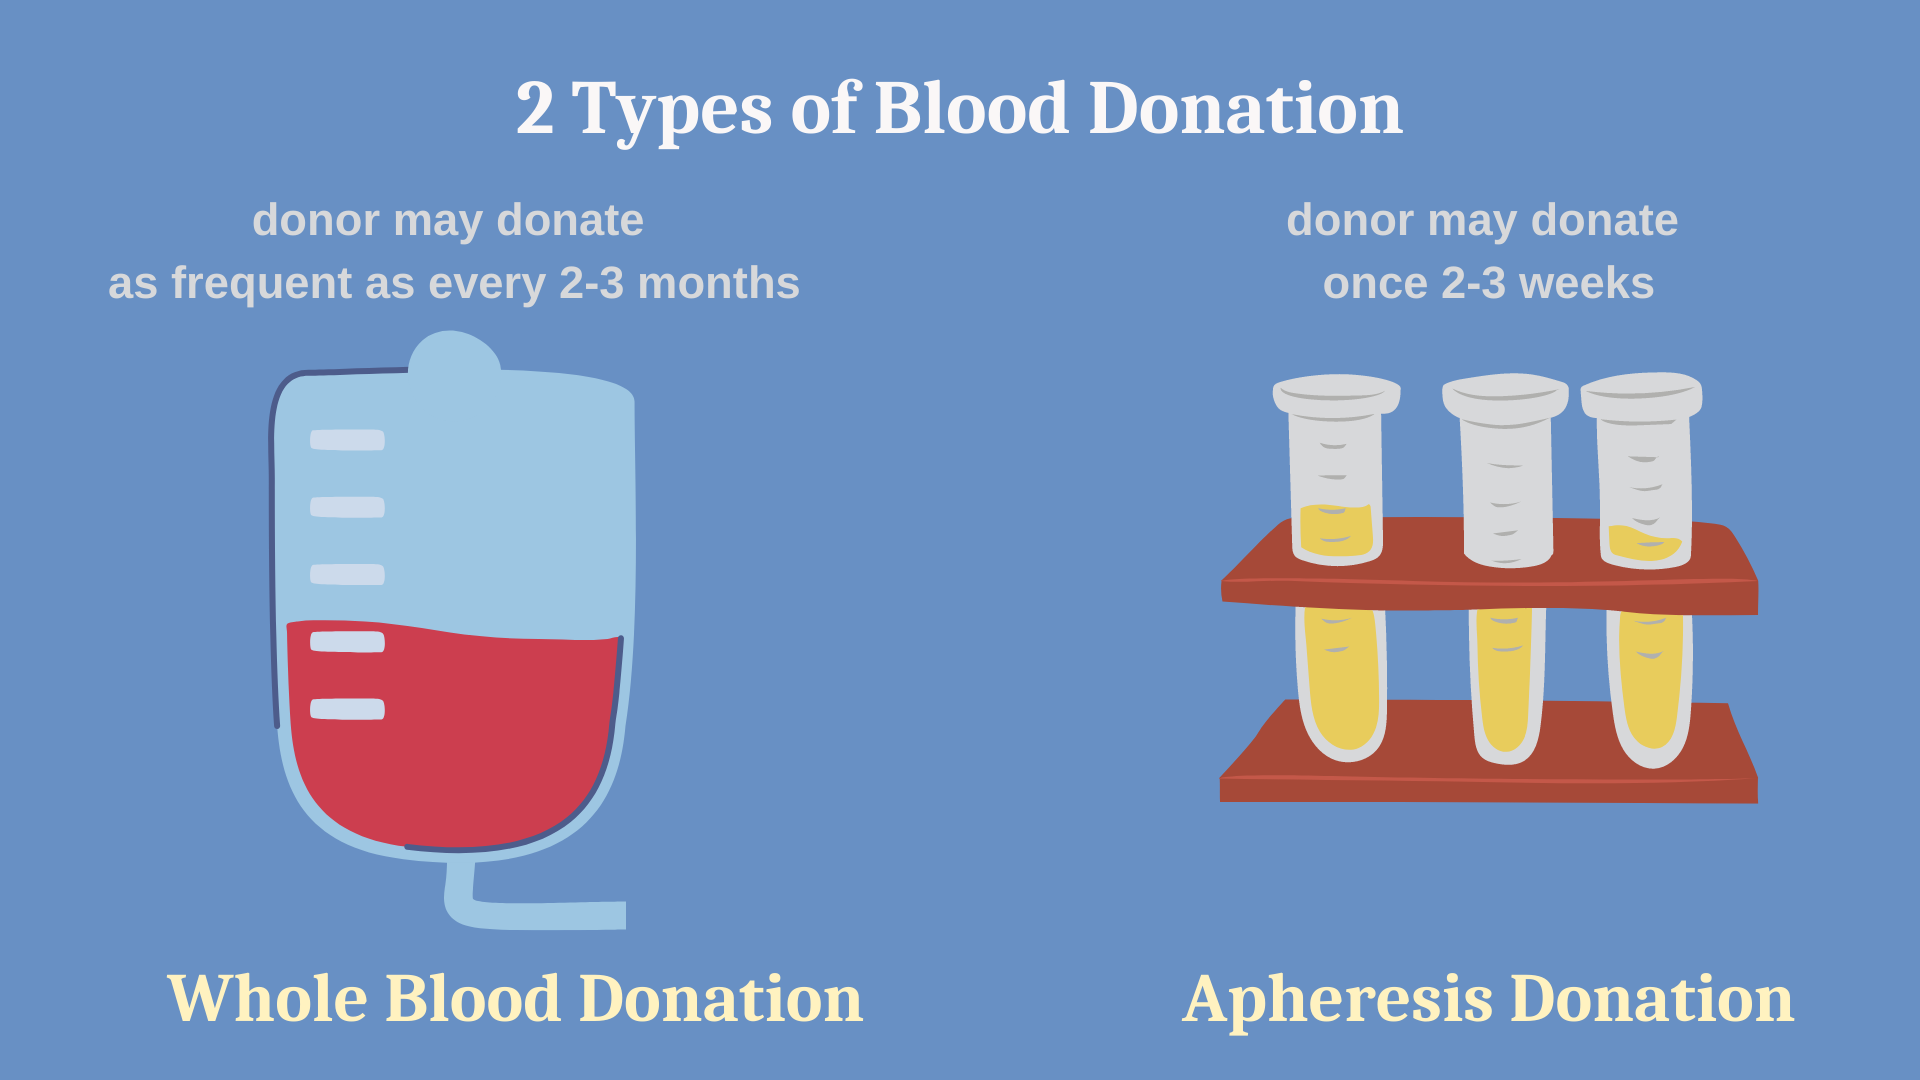 2 Types of Blood Donation
donor may donate
as frequent as every 2-3 months
donor may donate
once 2-3 weeks
Whole Blood Donation
Apheresis Donation